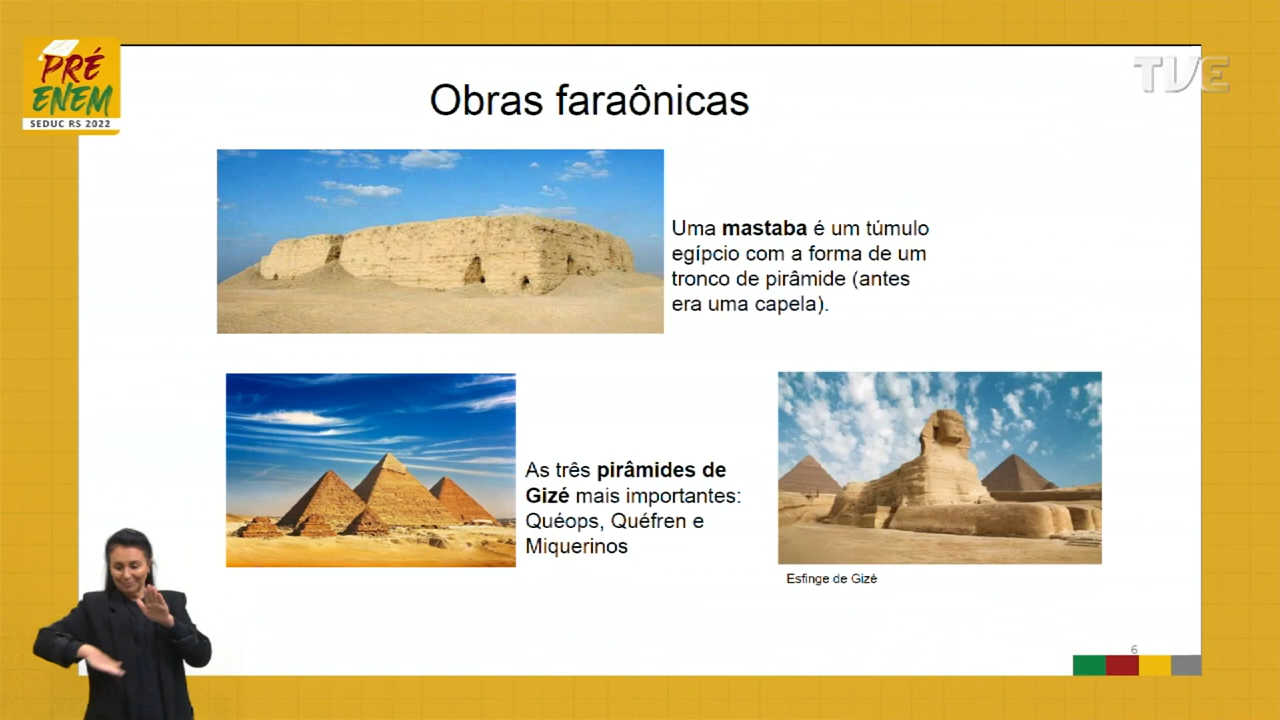 PRÉ
ENEM
SEDUC RS 2022
TVE
Obras faraônicas
Uma mastaba é um túmulo
egípcio com a forma de um
tronco de pirâmide (antes
era uma capela).
As três pirâmides de
Gizé mais importantes:
Quéops, Quéfren e
Miquerinos
Esfinge de Gizé
6